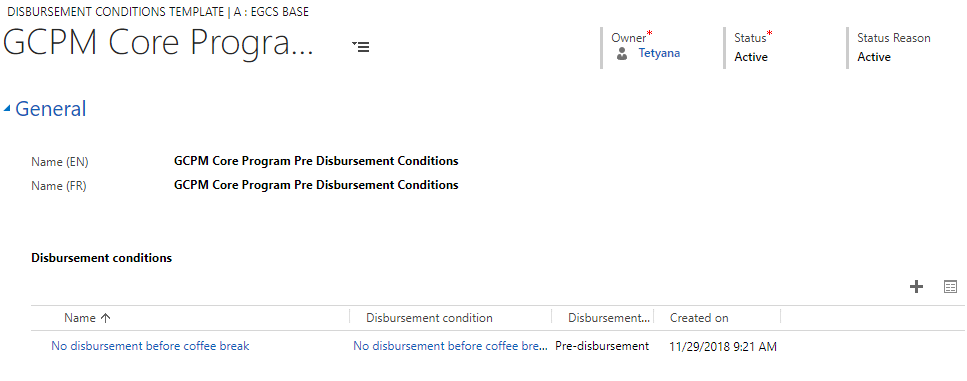 DISBURSEMENT CONDITIONS TEMPLATE | A : EGCS BASE
GCPM Core Progra...
Owner* Status* Status Reason
Tetyana Active Active
General
Name (EN) GCPM Core Program Pre Disbursement Conditions
Name (FR) GCPM Core Program Pre Disbursement Conditions
Disbursement conditions
Name ↑ Disbursement condition Disbursement... Created on
No disbursement before coffee break No disbursement before coffee bre... Pre-disbursement 11/29/2018 9:21 AM